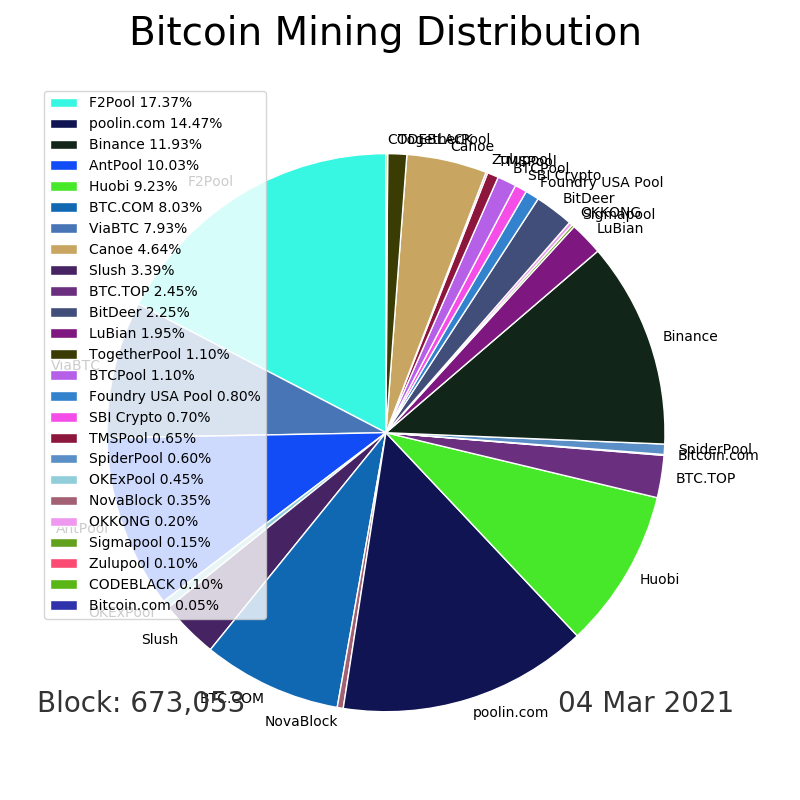 Bitcoin Mining Distribution
F2Pool 17.37%
poolin.com 14.47%
Binance 11.93%
AntPool 10.03%
Huobi 9.23%
BTC.COM 8.03%
ViaBTC 7.93%
Canoe 4.64%
Slush 3.39%
BTC.TOP 2.45%
BitDeer 2.25%
LuBian 1.95%
TogetherPool 1.10%
BTCPool 1.10%
Foundry USA Pool 0.80%
SBI Crypto 0.70%
TMSPool 0.65%
SpiderPool 0.60%
OKExPool 0.45%
NovaBlock 0.35%
OKKONG 0.20%
Sigmapool 0.15%
Zulupool 0.10%
CODEBLACK 0.10%
Bitcoin.com 0.05%
CODEBLACK
TogetherPool
Canoe
Zulupool
TMSPool
BTCPool
SBI Crypto
Foundry USA Pool
BitDeer
OKKONG
Sigmapool
LuBian
Binance
SpiderPool
Bitcoin.com
BTC.TOP
Huobi
poolin.com
NovaBlock
BTC.COM
Slush
OKExPool
AntPool
ViaBTC
F2Pool
Block: 673,053
04 Mar 2021